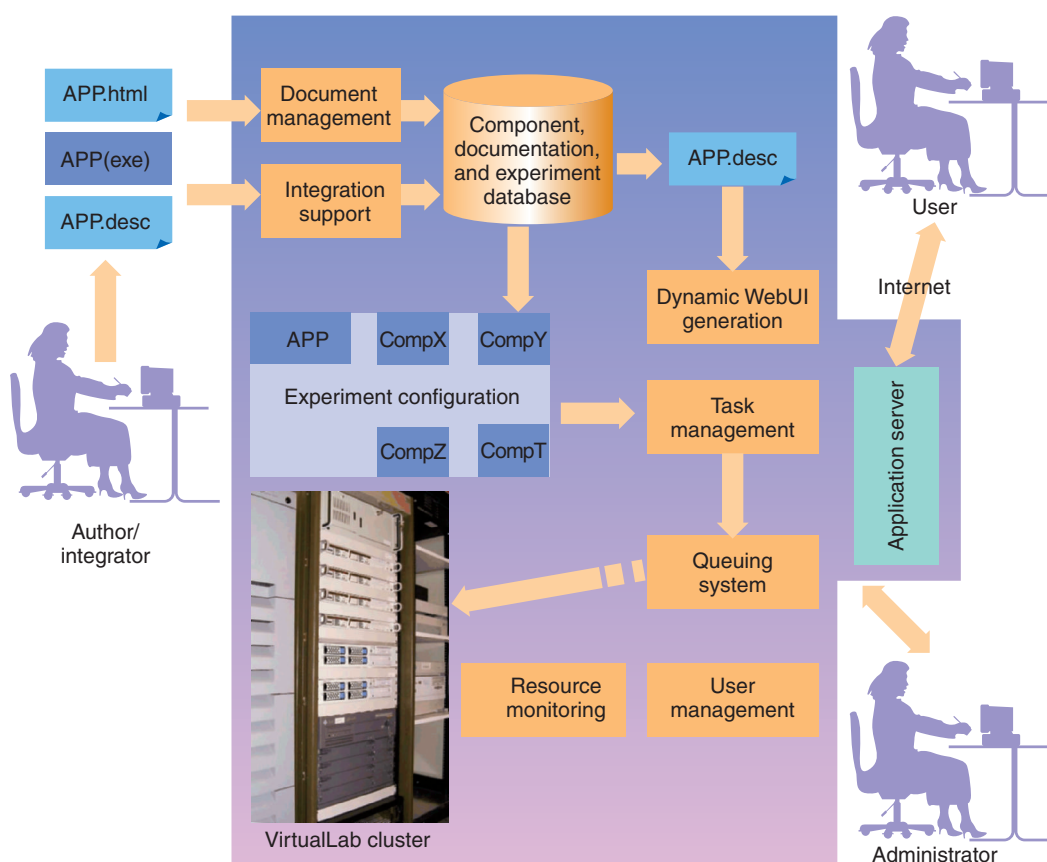 APP.html
APP(exe)
APP.desc
Author/
integrator
Document
management
Integration
support
Component,
documentation,
and experiment
database
APP.desc
Dynamic WebUI
generation
APP
CompX
CompY
Experiment configuration
CompZ
CompT
Task
management
Queuing
system
Resource
monitoring
User
management
VirtualLab cluster
User
Internet
Application server
Administrator